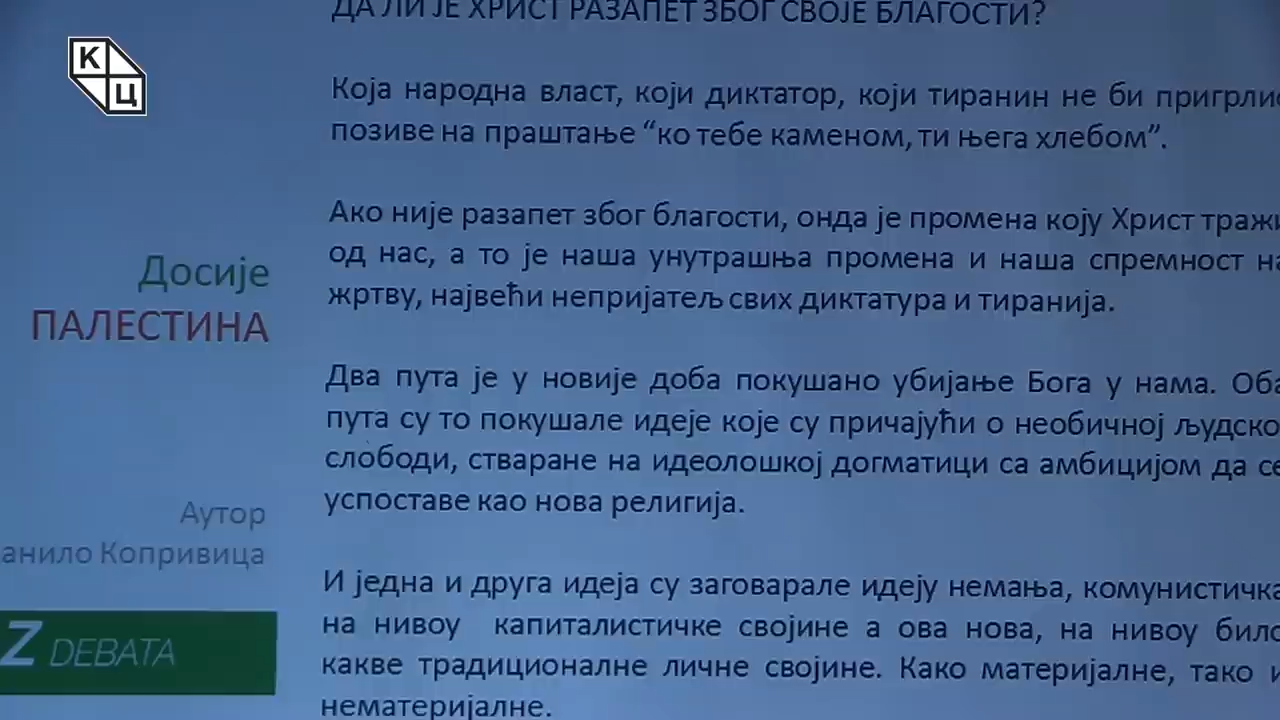 К
Ц
ДА ЛИ ЈЕ ХРИСТ РАЗАПЕТ ЗБОГ СВОЈЕ БЛАГОСТИ?
Која народна власт, који диктатор, који тиранин не би пригрлио
позиве на праштање “ко тебе каменом, ти њега хлебом”.
Ако није разапет због благости, онда је промена коју Христ тражи
од нас, а то је наша унутрашња промена и наша спремност на
жртву, највећи непријатељ свих диктатура и тиранија.
Два пута је у новије доба покушано убијање Бога у нама. Оба
пута су то покушале идеје које су причајући о необичној људској
слободи, стваране на идеолошкој догматици са амбицијом да се
успоставе као нова религија.
И једна и друга идеја су заговарале идеју немања, комунистичка
на нивоу капиталистичке својине а ова нова, на нивоу било
какве традиционалне личне својине. Како материјалне, тако и
нематеријалне.
Досије
ПАЛЕСТИНА
Аутор
анило Копривица
Z DEBATA